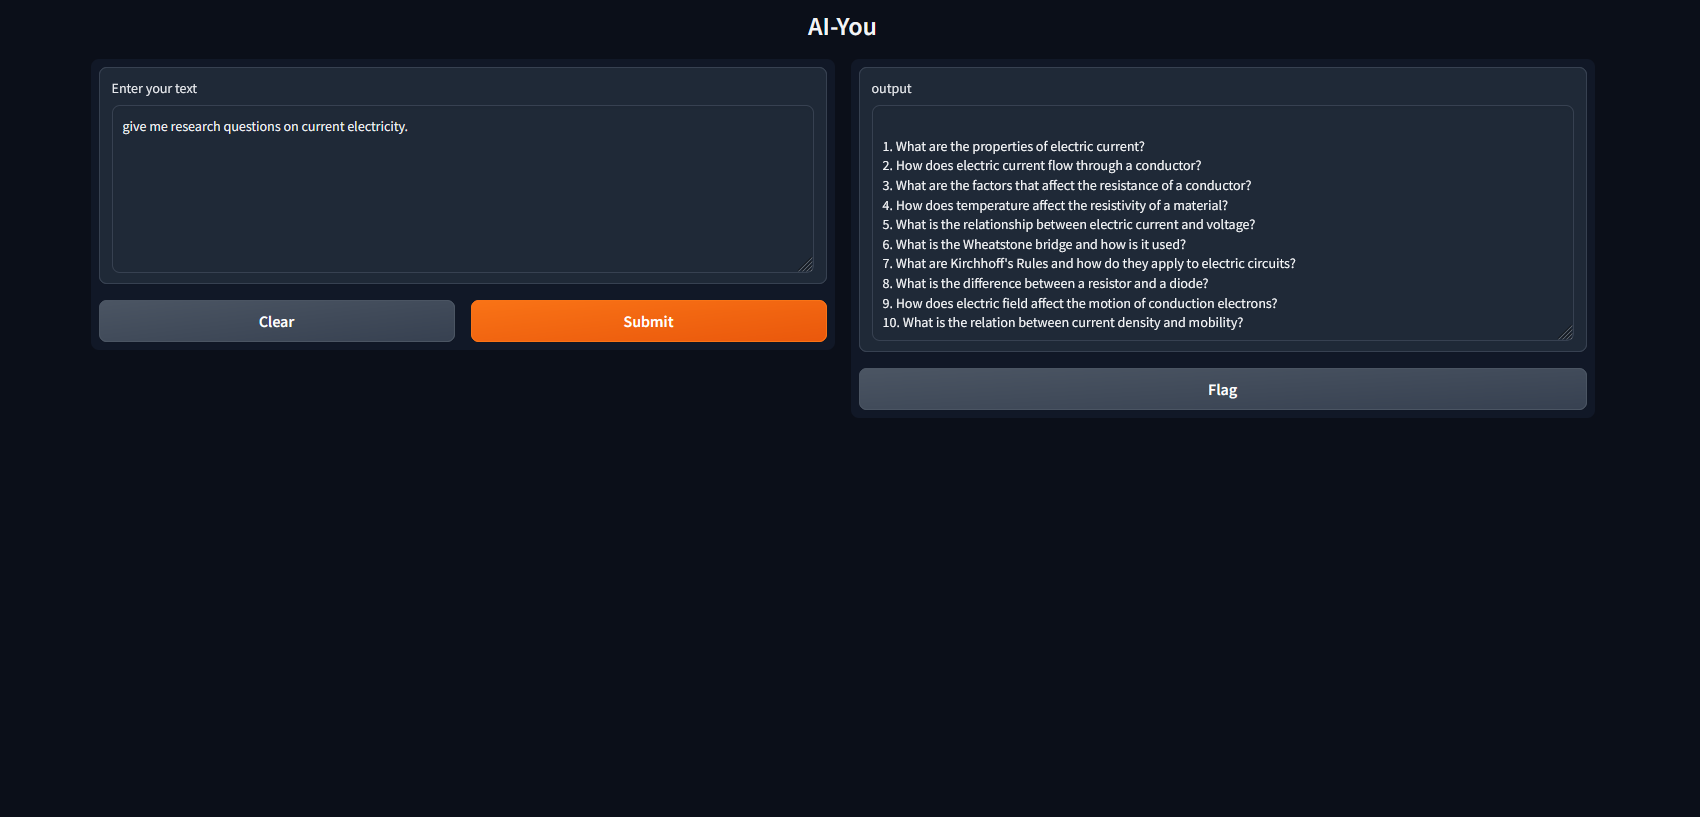 AI-You
Enter your text
give me research questions on current electricity.
Clear
Submit
output
1. What are the properties of electric current?
2. How does electric current flow through a conductor?
3. What are the factors that affect the resistance of a conductor?
4. How does temperature affect the resistivity of a material?
5. What is the relationship between electric current and voltage?
6. What is the Wheatstone bridge and how is it used?
7. What are Kirchhoff's Rules and how do they apply to electric circuits?
8. What is the difference between a resistor and a diode?
9. How does electric field affect the motion of conduction electrons?
10. What is the relation between current density and mobility?
Flag